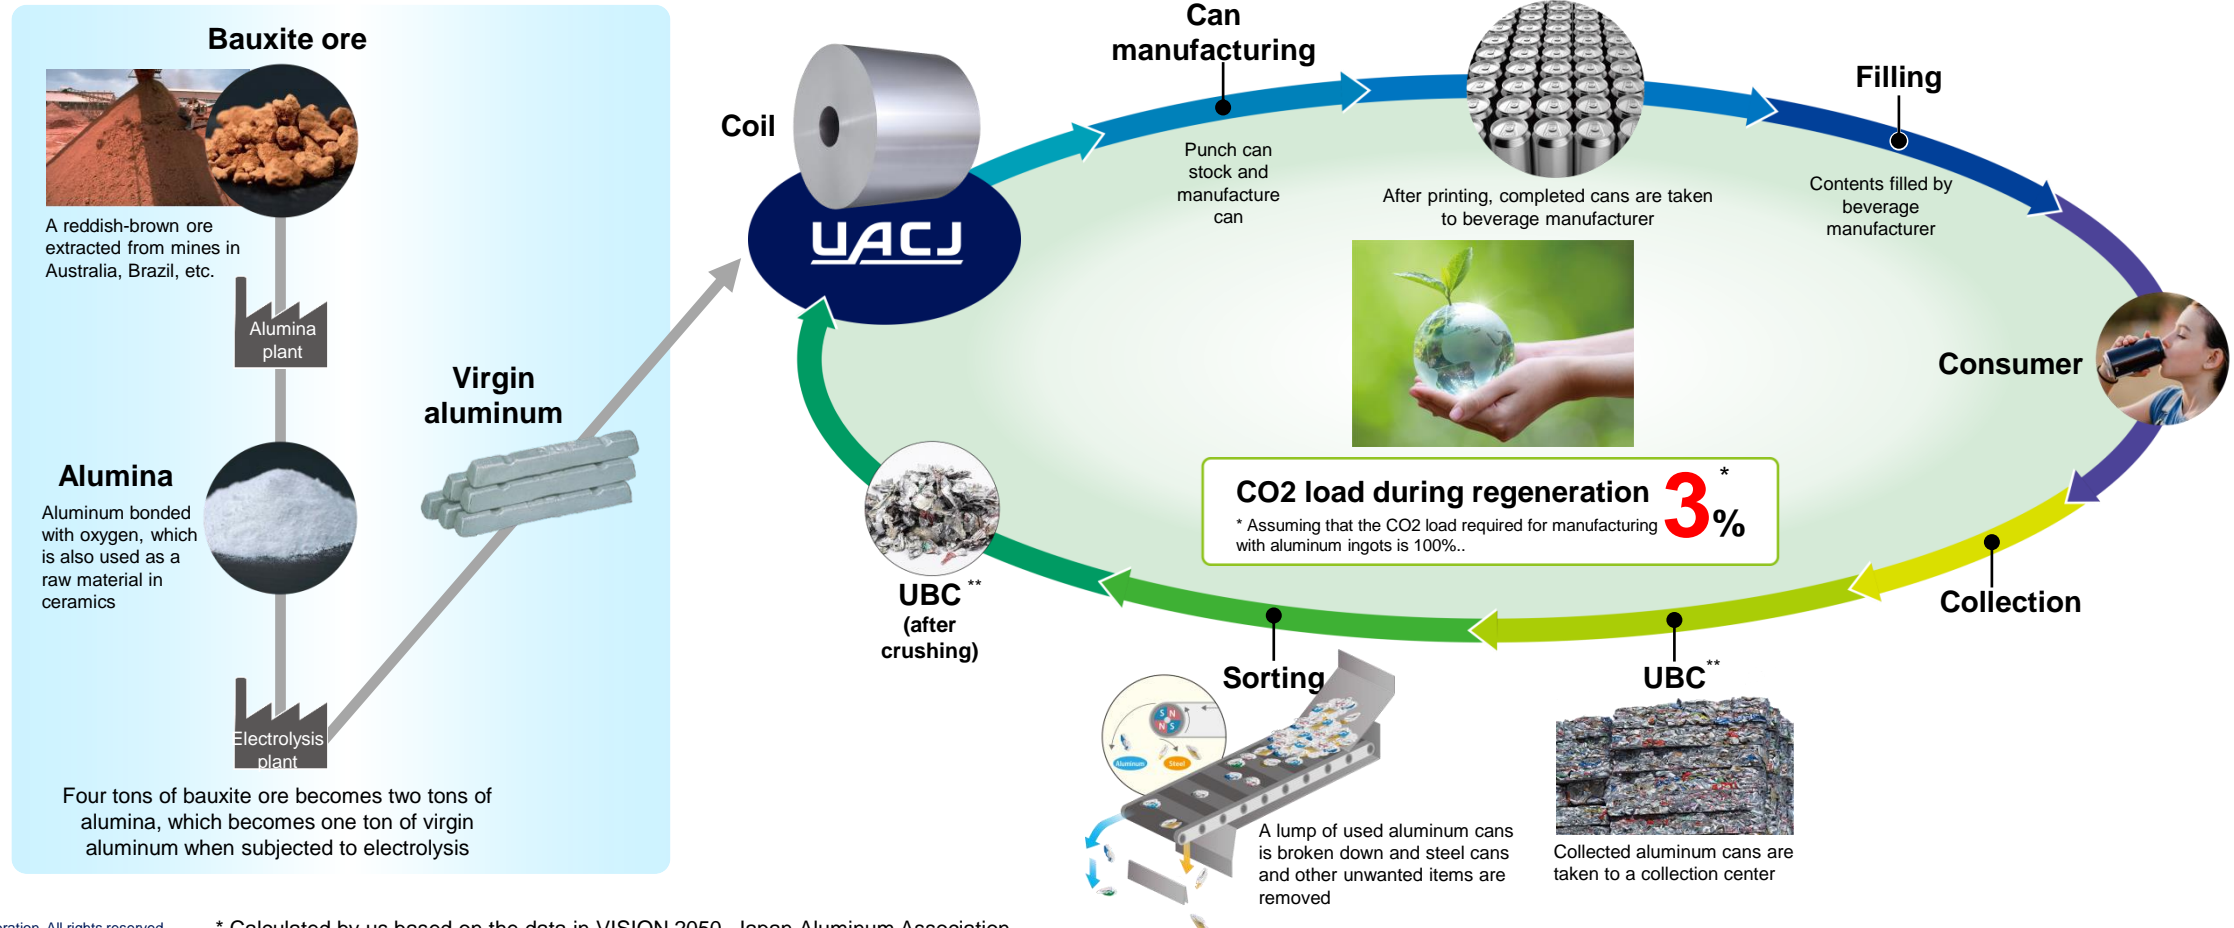 Bauxite ore
A reddish-brown ore
extracted from mines in
Australia, Brazil, etc.
Alumina
plant
Alumina
Aluminum bonded
with oxygen, which
is also used as a
raw material in
ceramics
Electrolysis
plant
Virgin
aluminum
Four tons of bauxite ore becomes two tons of
alumina, which becomes one ton of virgin
aluminum when subjected to electrolysis
Coil
UACJ
Can
manufacturing
Punch can
stock and
manufacture
can
After printing, completed cans are taken
to beverage manufacturer
Filling
Contents filled by
beverage
manufacturer
Consumer
CO2 load during regeneration 3%*
* Assuming that the CO2 load required for manufacturing
with aluminum ingots is 100%..
Collection
UBC**
Collected aluminum cans are
taken to a collection center
Sorting
S N
N S
Aluminum
Steel
A lump of used aluminum cans
is broken down and steel cans
and other unwanted items are
removed
UBC**
(after
crushing)
All rights reserved
* Calculated by us based on the data in VISION 2050, Japan Aluminum Association